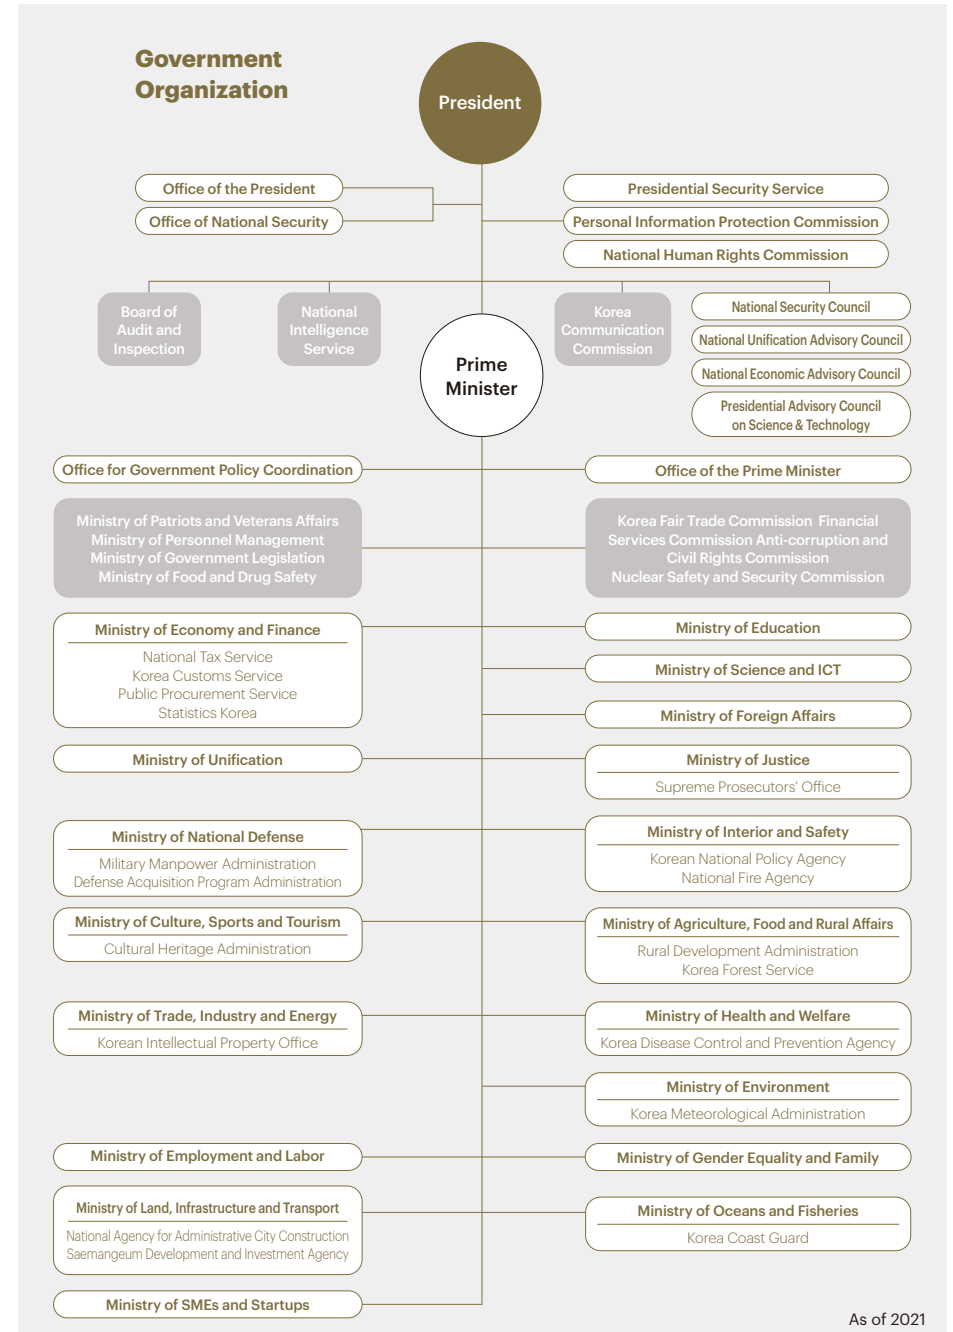 Government
Organization
President
Office of the President
Office of National Security
Presidential Security Service
Personal Information Protection Commission
National Human Rights Commission
Board of
Audit and
Inspection
National
Intelligence
Service
Korea
Communication
Commission
National Security Council
National Unification Advisory Council
National Economic Advisory Council
Presidential Advisory Council
on Science & Technology
Prime
Minister
Office for Government Policy Coordination
Office of the Prime Minister
Ministry of Patriots and Veterans Affairs
Ministry of Personnel Management
Ministry of Government Legislation
Ministry of Food and Drug Safety
Korea Fair Trade Commission Financial
Services Commission Anti-corruption and
Civil Rights Commission
Nuclear Safety and Security Commission
Ministry of Economy and Finance
National Tax Service
Korea Customs Service
Public Procurement Service
Statistics Korea
Ministry of Education
Ministry of Science and ICT
Ministry of Foreign Affairs
Ministry of Unification
Ministry of Justice
Supreme Prosecutors' Office
Ministry of National Defense
Military Manpower Administration
Defense Acquisition Program Administration
Ministry of Interior and Safety
Korean National Policy Agency
National Fire Agency
Ministry of Culture, Sports and Tourism
Cultural Heritage Administration
Ministry of Agriculture, Food and Rural Affairs
Rural Development Administration
Korea Forest Service
Ministry of Trade, Industry and Energy
Korean Intellectual Property Office
Ministry of Health and Welfare
Korea Disease Control and Prevention Agency
Ministry of Environment
Korea Meteorological Administration
Ministry of Employment and Labor
Ministry of Gender Equality and Family
Ministry of Land, Infrastructure and Transport
National Agency for Administrative City Construction
Saemangeum Development and Investment Agency
Ministry of Oceans and Fisheries
Korea Coast Guard
Ministry of SMEs and Startups
As of 2021